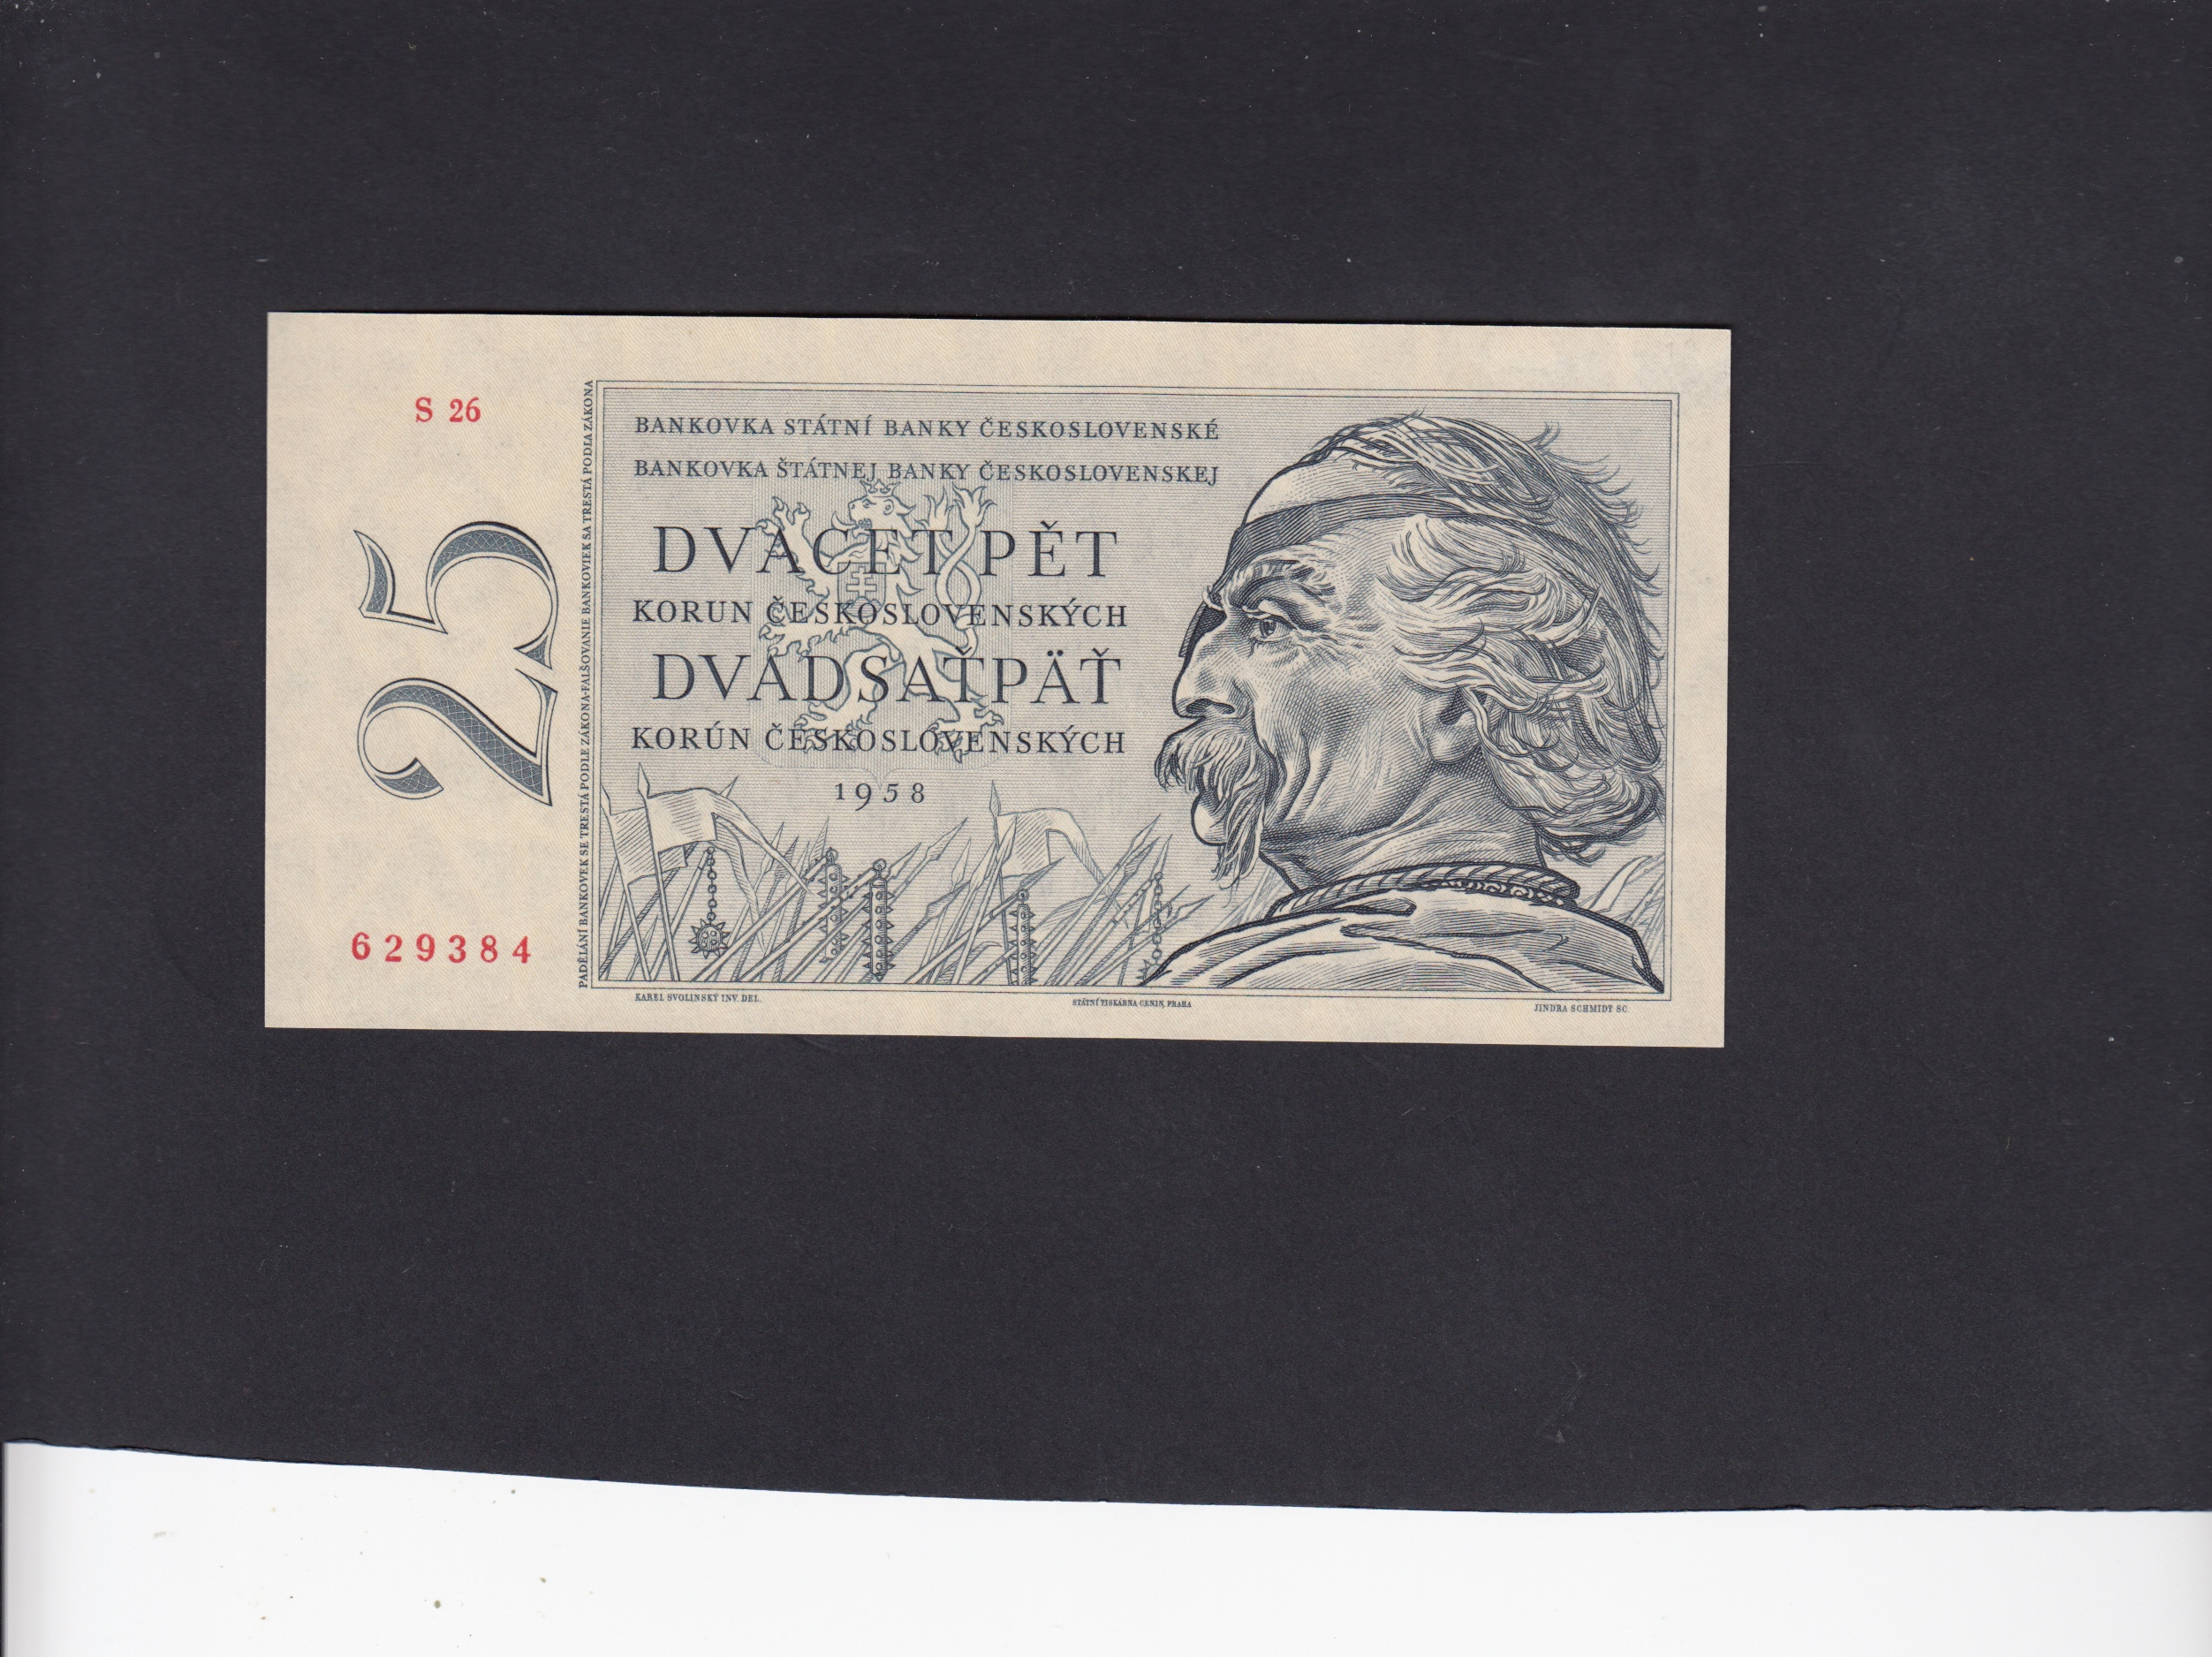 S 26
25
629384
PADĚLÁNÍ BANKOVEK SE TRESTÁ PODLE ZÁKONA-FALŠOVANIE BANKOVIEK SA TRESTÁ PODĽA ZÁKONA
BANKOVKA STÁTNÍ BANKY ČESKOSLOVENSKÉ
BANKOVKA ŠTÁTNEJ BANKY ČESKOSLOVENSKEJ
DVACET PĚT
KORUN ČESKOSLOVENSKÝCH
DVADSAŤPÄŤ
KORÚN ČESKOSLOVENSKÝCH
1958
KAREL SVOLINSKÝ INV. DEL.
STÁTNÍ TISKÁRNA CENIN, PRAHA
JINDRA SCHMIDT SC.